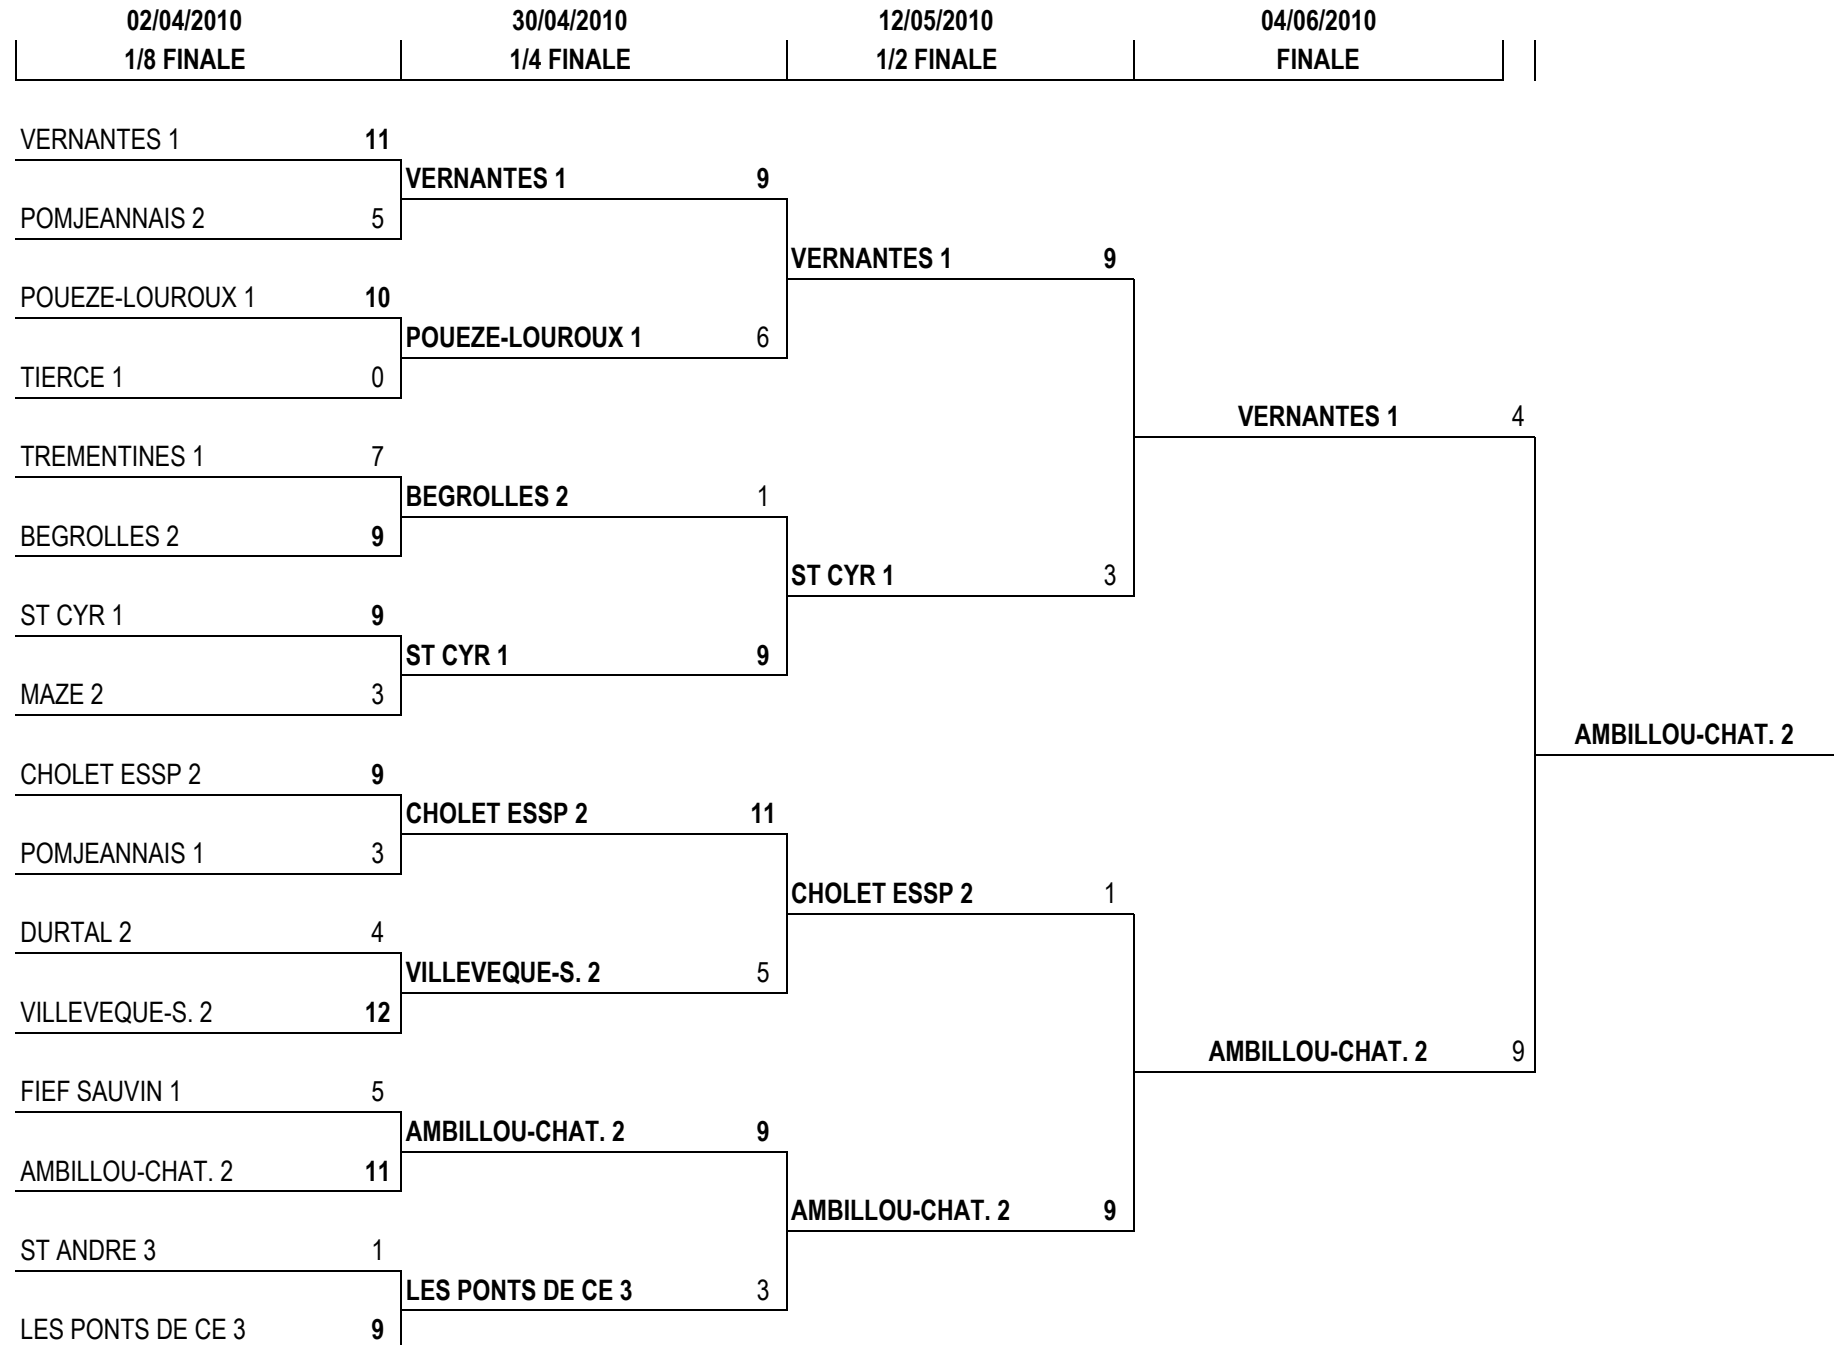 02/04/2010 30/04/2010 12/05/2010 04/06/2010
1/8 FINALE 1/4 FINALE 1/2 FINALE FINALE
VERNANTES 1 11
VERNANTES 1 9
POMJEANNAIS 2 5
VERNANTES 1 9
POUEZE-LOUROUX 1 10
POUEZE-LOUROUX 1 6
TIERCE 1 0
VERNANTES 1 4
TREMENTINES 1 7
BEGROLLES 2 1
BEGROLLES 2 9
ST CYR 1 3
ST CYR 1 9
ST CYR 1 9
MAZE 2 3
AMBILLOU-CHAT. 2
CHOLET ESSP 2 9
CHOLET ESSP 2 11
POMJEANNAIS 1 3
CHOLET ESSP 2 1
DURTAL 2 4
VILLEVEQUE-S. 2 5
VILLEVEQUE-S. 2 12
AMBILLOU-CHAT. 2 9
FIEF SAUVIN 1 5
AMBILLOU-CHAT. 2 9
AMBILLOU-CHAT. 2 11
AMBILLOU-CHAT. 2 9
ST ANDRE 3 1
LES PONTS DE CE 3 3
LES PONTS DE CE 3 9